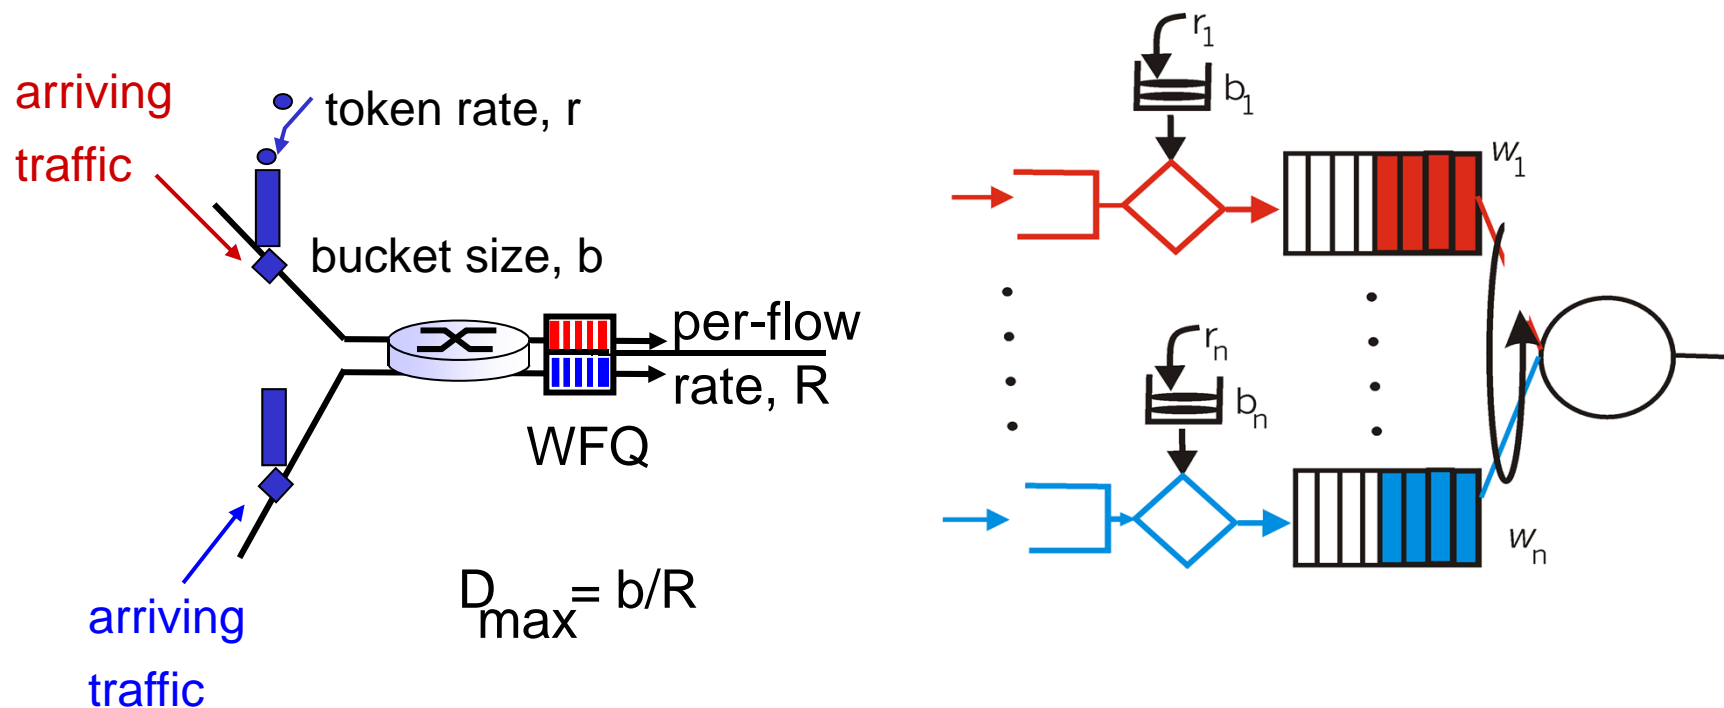 arriving
traffic
token rate, r
bucket size, b
per-flow
rate, R
WFQ
D max = b/R
arriving
traffic
r1
b1
w1
rn
bn
wn